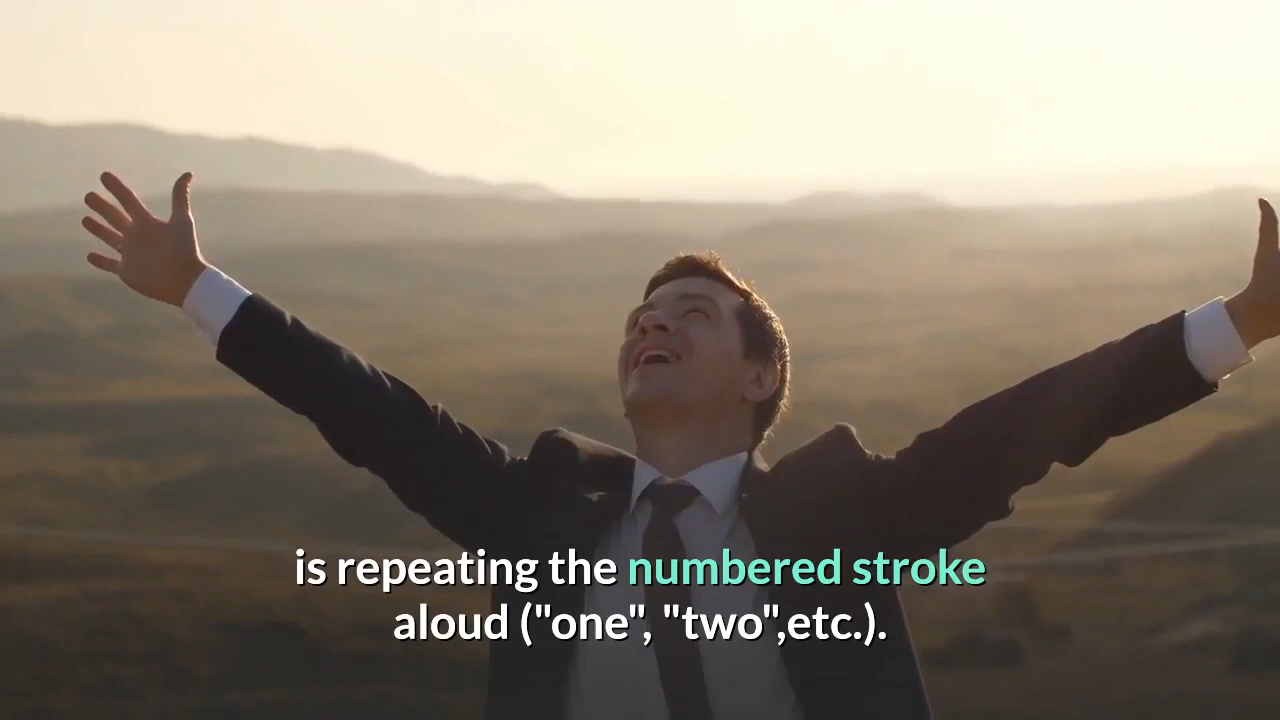 is repeating the numbered stroke
aloud ("one", "two",etc.).